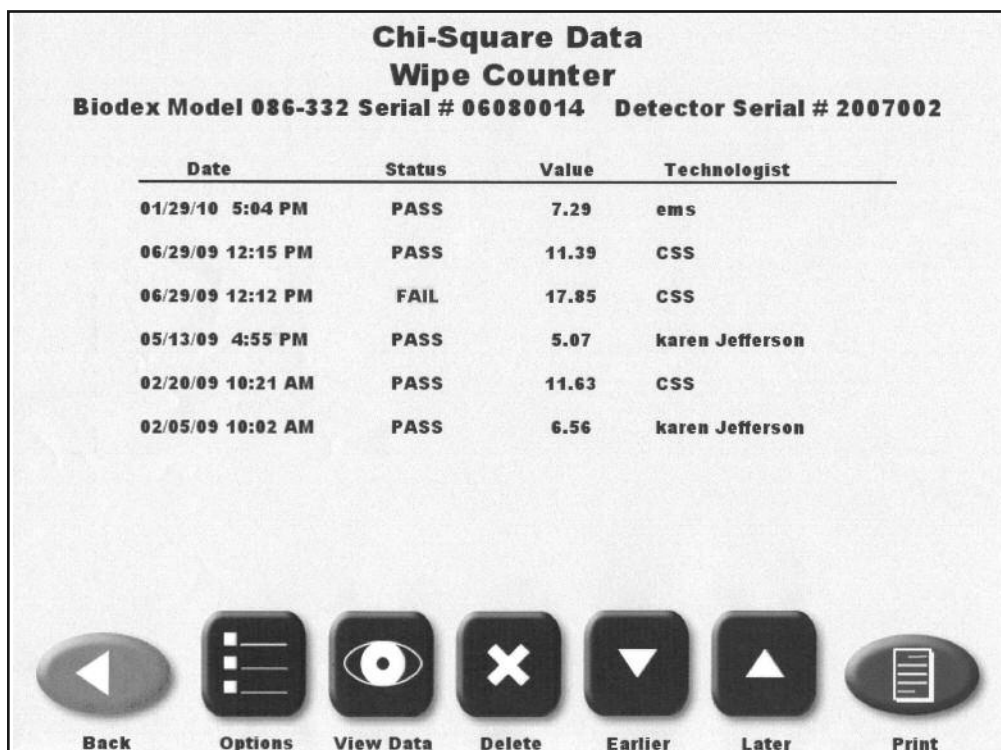 Chi-Square Data
Wipe Counter
Biodex Model 086-332 Serial # 06080014 Detector Serial # 2007002
Date Status Value Technologist
01/29/10 5:04 PM PASS 7.29 ems
06/29/09 12:15 PM PASS 11.39 CSS
06/29/09 12:12 PM FAIL 17.85 CSS
05/13/09 4:55 PM PASS 5.07 karen Jefferson
02/20/09 10:21 AM PASS 11.63 CSS
02/05/09 10:02 AM PASS 6.56 karen Jefferson
Back Options View Data Delete Earlier Later Print